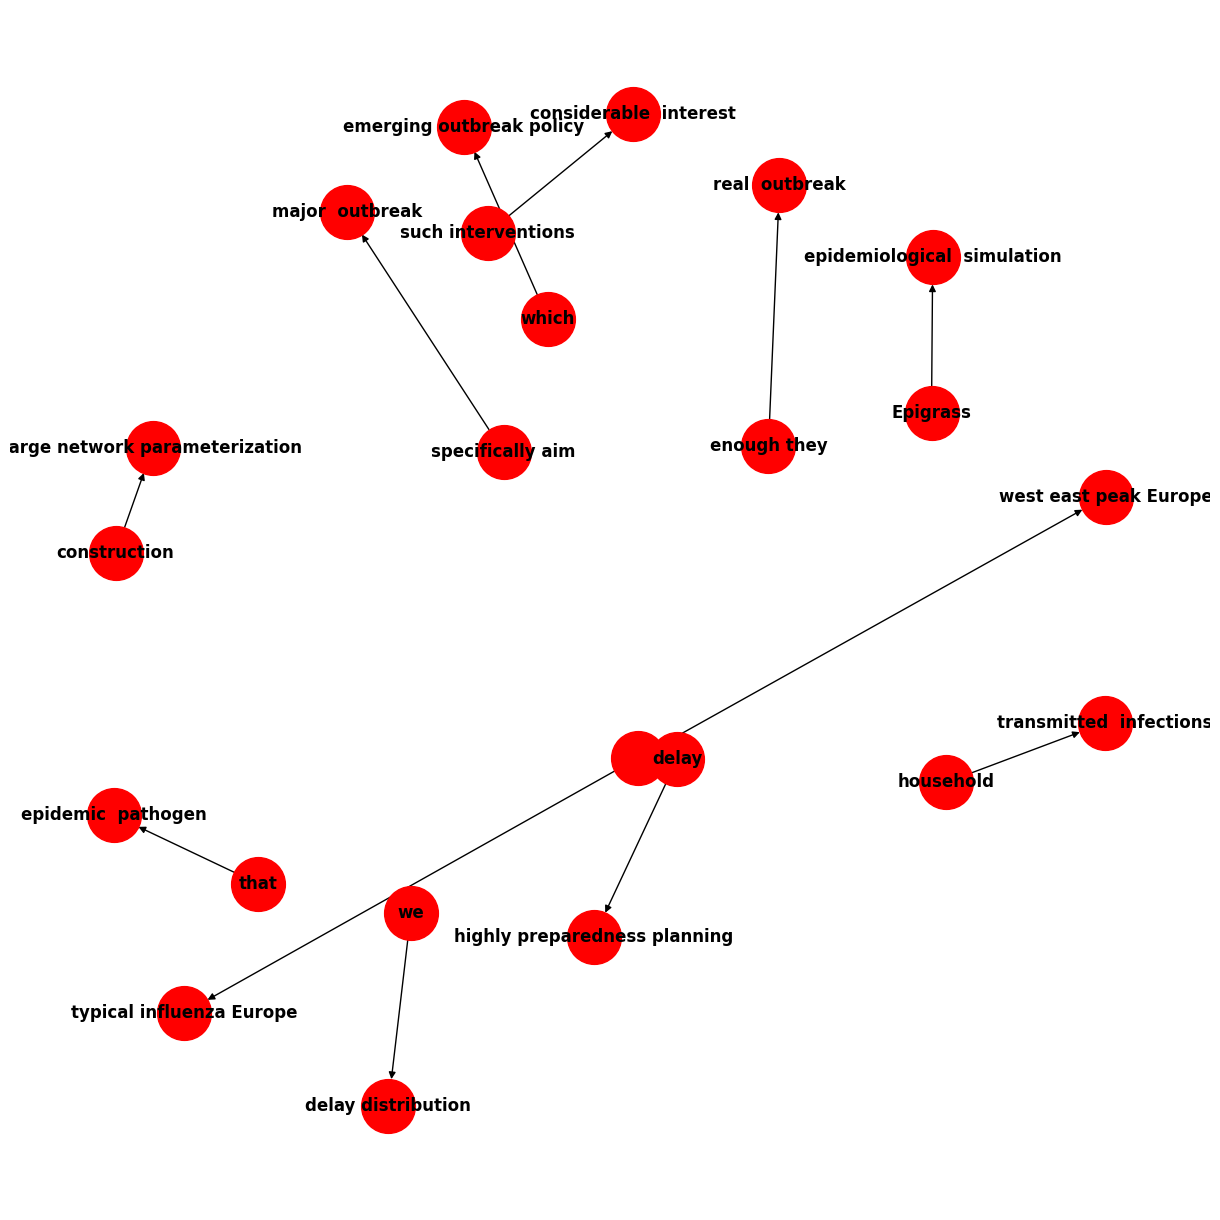 considerable  interest
emerging outbreak policy
real  outbreak
major  outbreak
such interventions
epidemiological  simulation
which
Epigrass
enough they
arge network parameterization
specifically aim
west east peak Europe
construction
transmitted  infections
delay
household
epidemic  pathogen
that
we
highly preparedness planning
typical influenza Europe
delay distribution